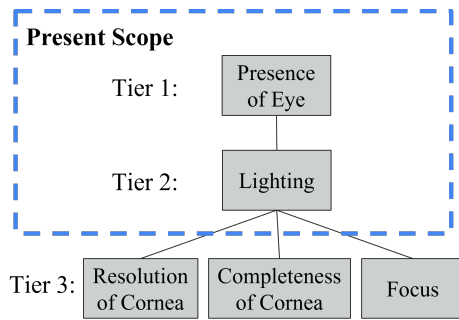 Present Scope
Tier 1:
Presence
of Eye
Tier 2:
Lighting
Tier 3:
Resolution
of Cornea
Completeness
of Cornea
Focus